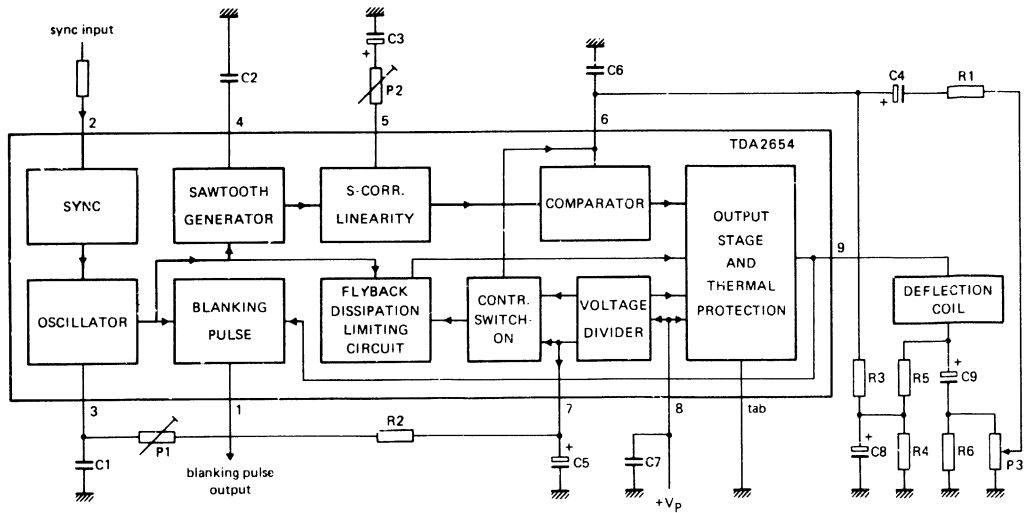 sync input
C3
+
C2
P2
C6
C4
R1
+
2
4
5
6
TDA2654
SYNC
SAWTOOTH
GENERATOR
S-CORR.
LINEARITY
COMPARATOR
OUTPUT
STAGE
AND
THERMAL
PROTECTION
9
OSCILLATOR
BLANKING
PULSE
FLYBACK
DISSIPATION
LIMITING
CIRCUIT
CONTR.
SWITCH-
ON
VOLTAGE
DIVIDER
DEFLECTION
COIL
+
R3
R5
C9
3
1
7
8
tab
R2
P1
+
C1
C5
C7
+
C8
R4
R6
P3
blanking pulse
output
+VP